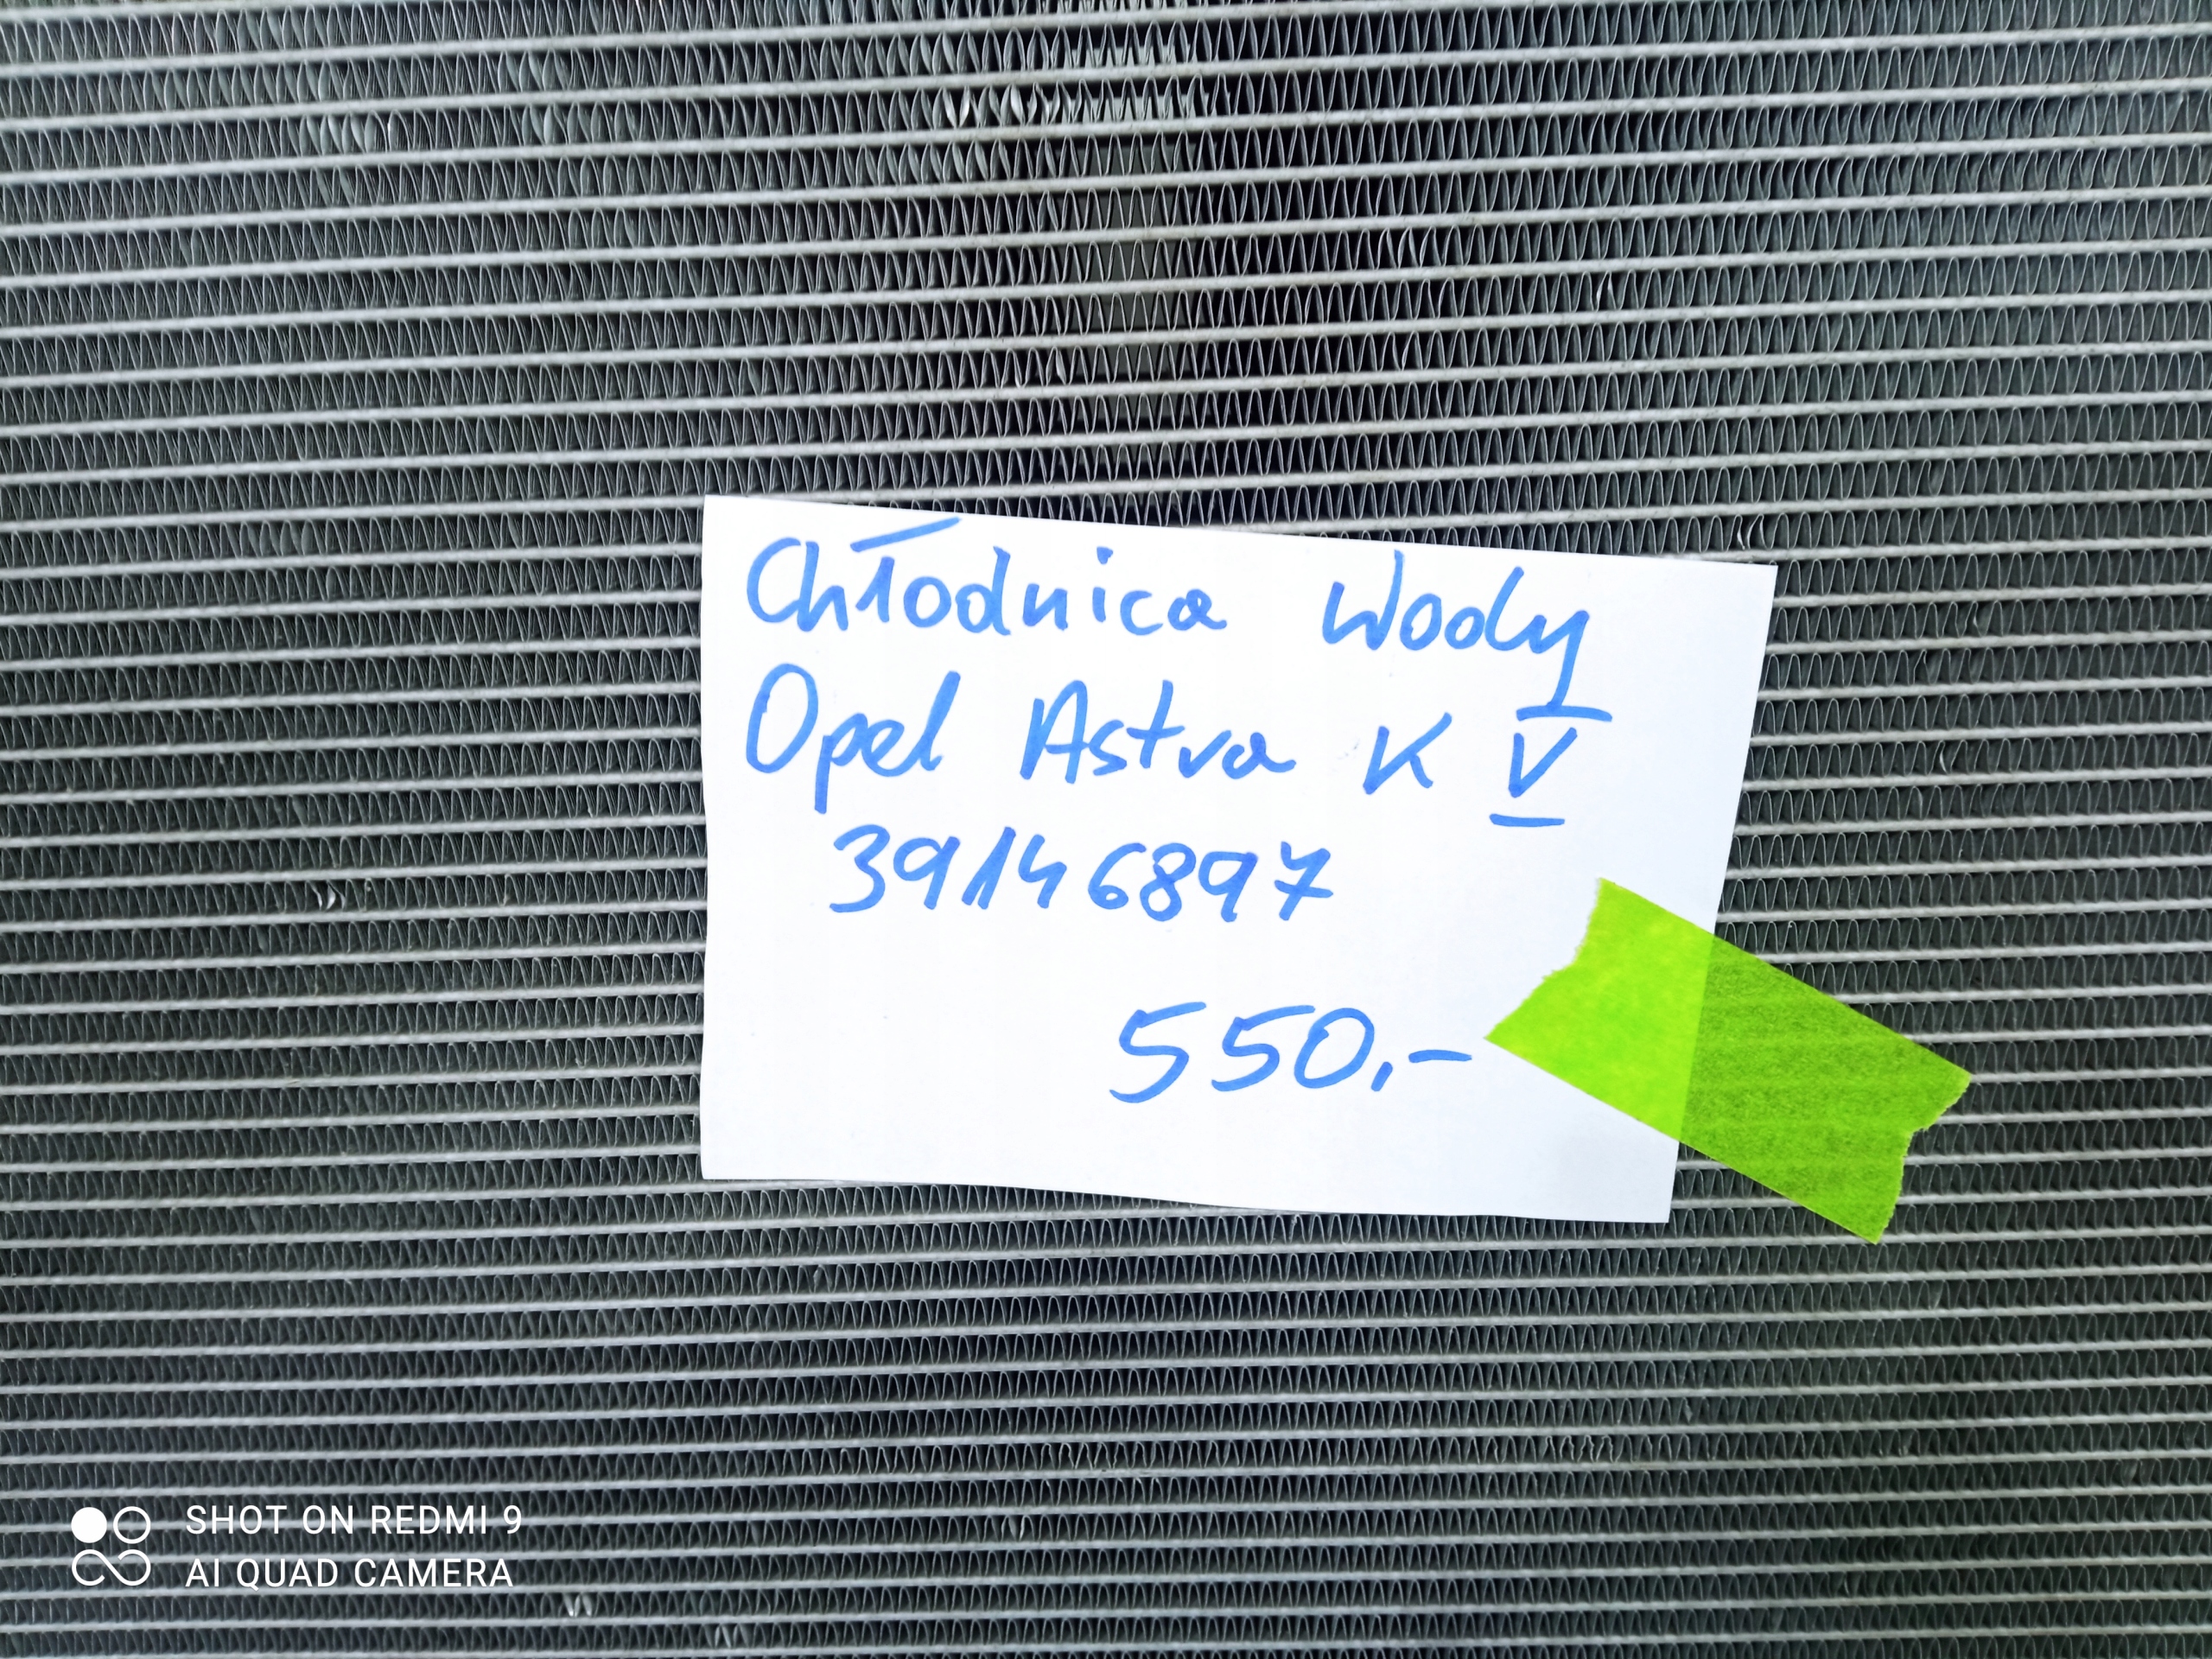 Chłodnica Wody
Opel Astra K V
39146897
550,-
SHOT ON REDMI 9
AI QUAD CAMERA